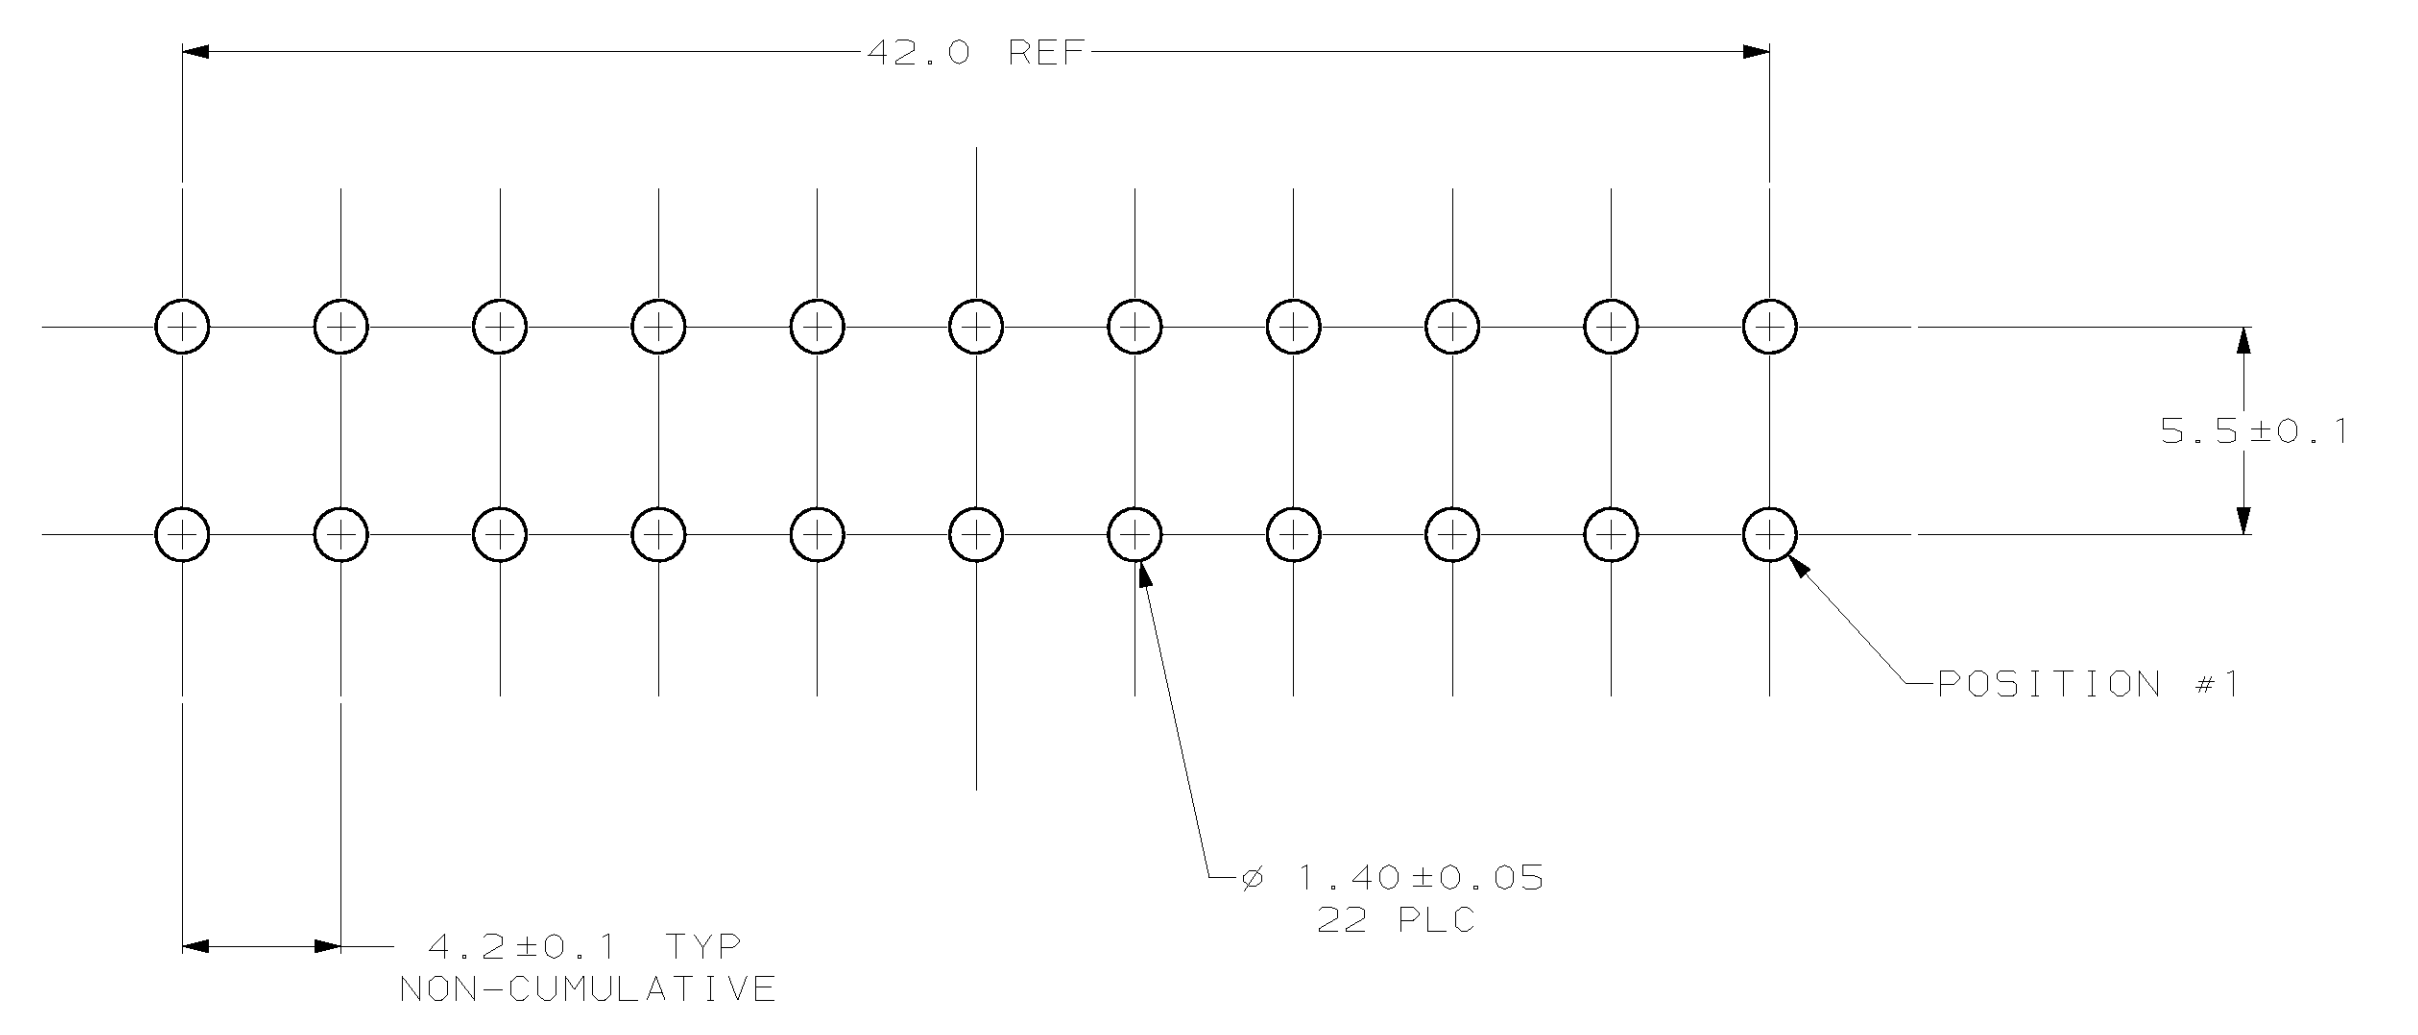 42.0 REF
5.5±0.1
POSITION #1
⌀ 1.40±0.05
22 PLC
4.2±0.1 TYP
NON-CUMULATIVE